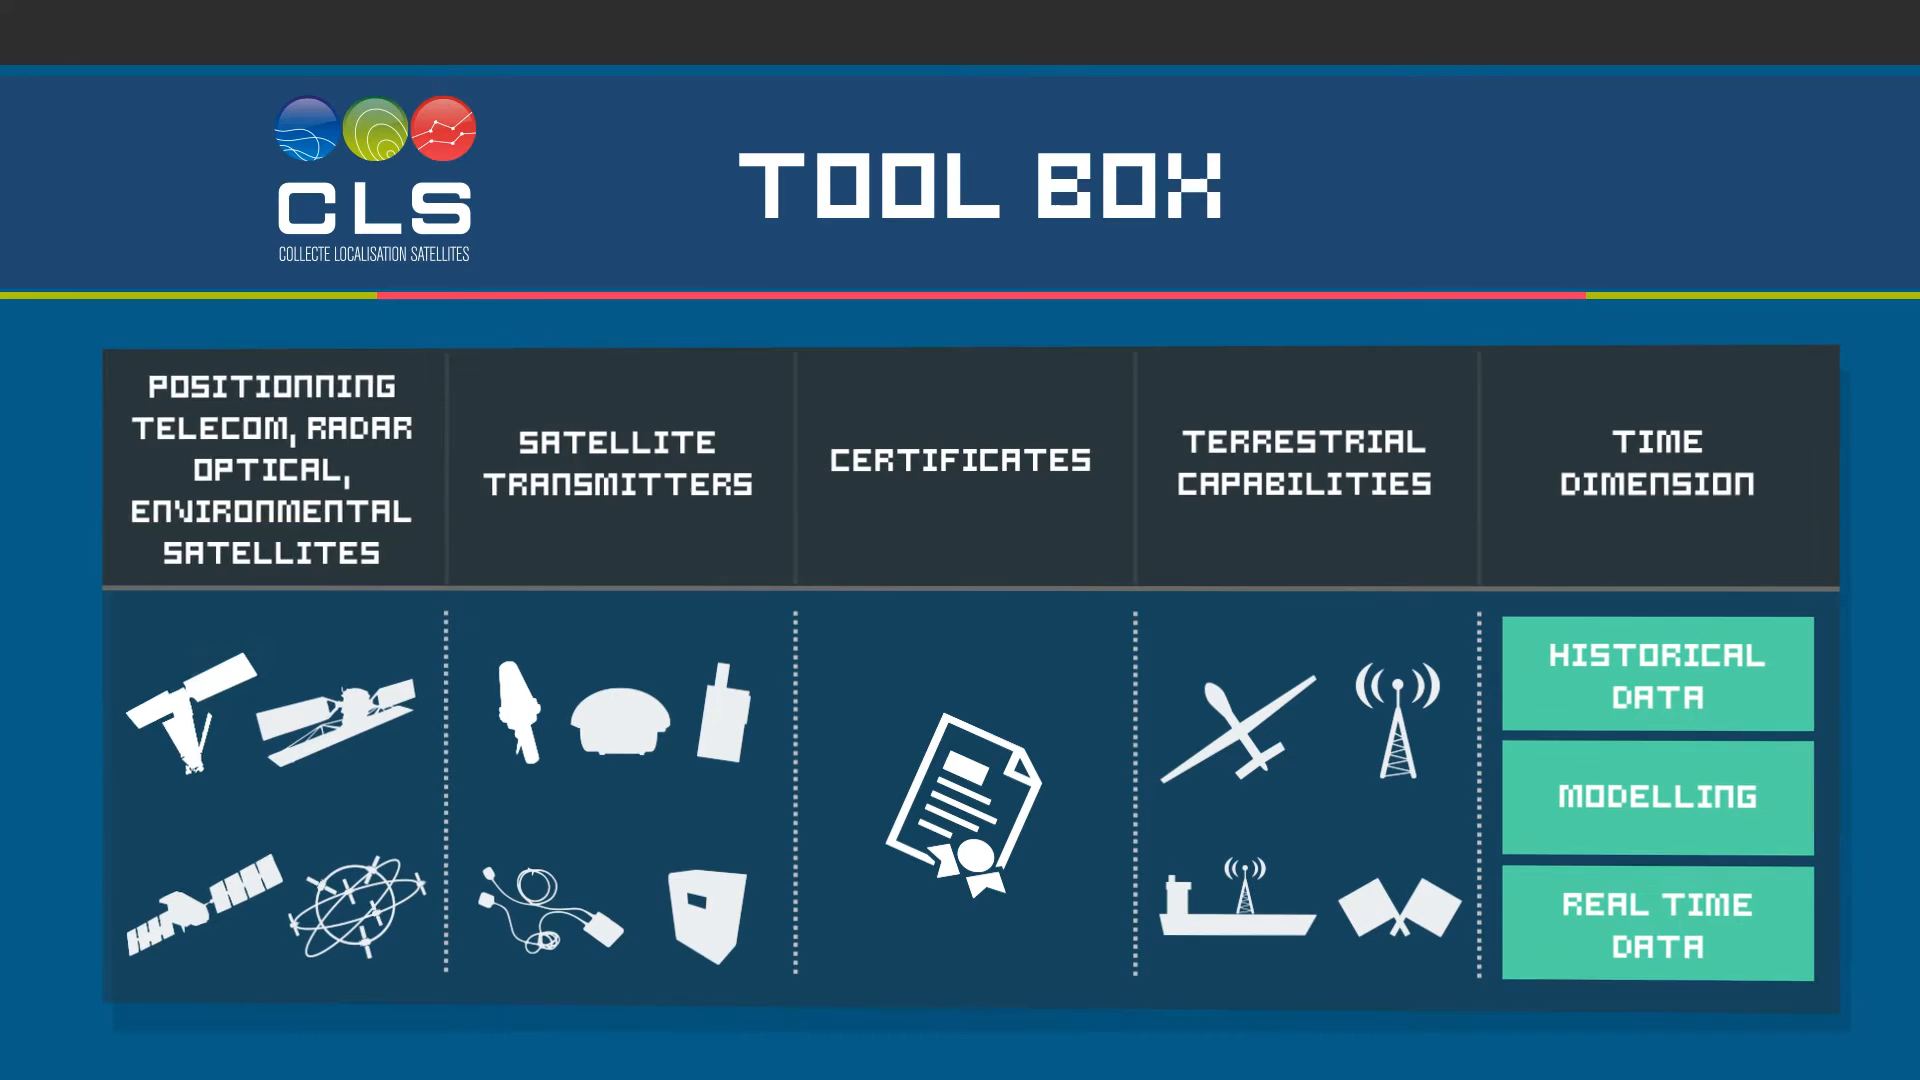 CLS
COLLECTE LOCALISATION SATELLITES
TOOL BOX
POSITIONNING
TELECOM, RADAR
OPTICAL,
ENVIRONMENTAL
SATELLITES
SATELLITE
TRANSMITTERS
CERTIFICATES
TERRESTRIAL
CAPABILITIES
TIME
DIMENSION
HISTORICAL
DATA
MODELLING
REAL TIME
DATA